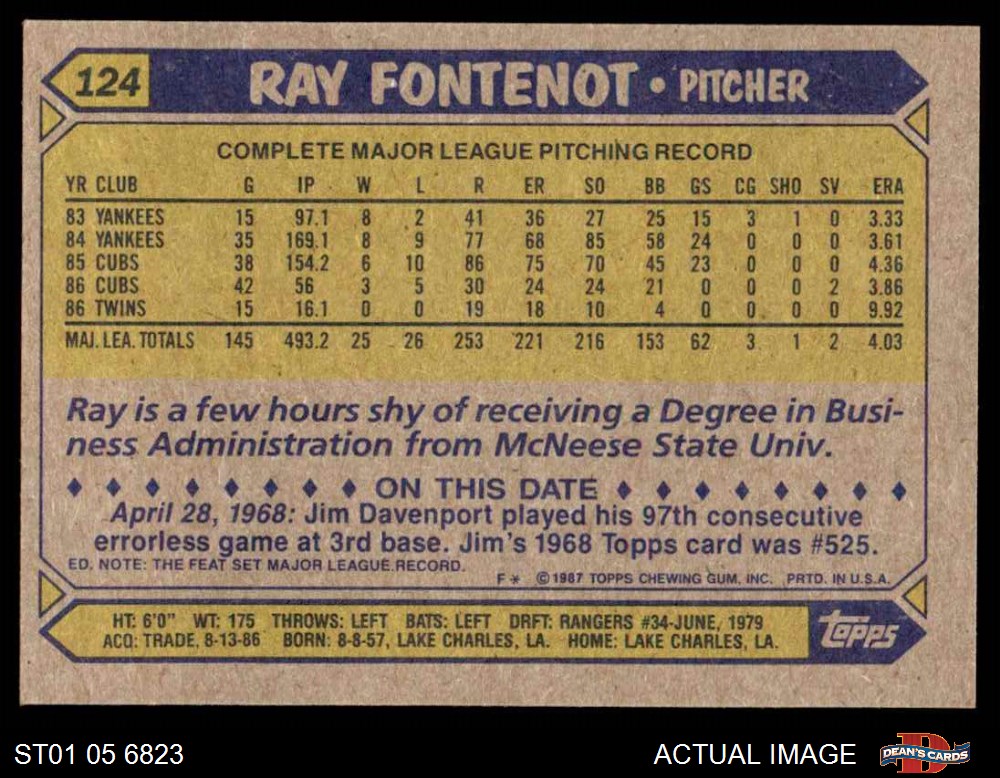 124 RAY FONTENOT • PITCHER
COMPLETE MAJOR LEAGUE PITCHING RECORD
YR CLUB G IP W L R ER SO BB GS CG SHO SV ERA
83 YANKEES 15 97.1 8 2 41 36 27 25 15 3 1 0 3.33
84 YANKEES 35 169.1 8 9 77 68 85 58 24 0 0 0 3.61
85 CUBS 38 154.2 6 10 86 75 70 45 23 0 0 0 4.36
86 CUBS 42 56 3 5 30 24 24 21 0 0 0 2 3.86
86 TWINS 15 16.1 0 0 19 18 10 4 0 0 0 0 9.92
MAJ. LEA. TOTALS 145 493.2 25 26 253 221 216 153 62 3 1 2 4.03
Ray is a few hours shy of receiving a Degree in Busi-
ness Administration from McNeese State Univ.
ON THIS DATE
April 28, 1968: Jim Davenport played his 97th consecutive
errorless game at 3rd base. Jim's 1968 Topps card was #525.
ED. NOTE: THE FEAT SET MAJOR LEAGUE RECORD.
F* © 1987 TOPPS CHEWING GUM. INC. PRTD. IN U.S.A.
HT: 6'0" WT: 175 THROWS: LEFT BATS: LEFT DRFT: RANGERS #34-JUNE, 1979
ACQ: TRADE, 8-13-86 BORN: 8-8-57, LAKE CHARLES, LA. HOME: LAKE CHARLES, LA.
topps
ST01 05 6823
ACTUAL IMAGE
D
DEAN'S CARDS